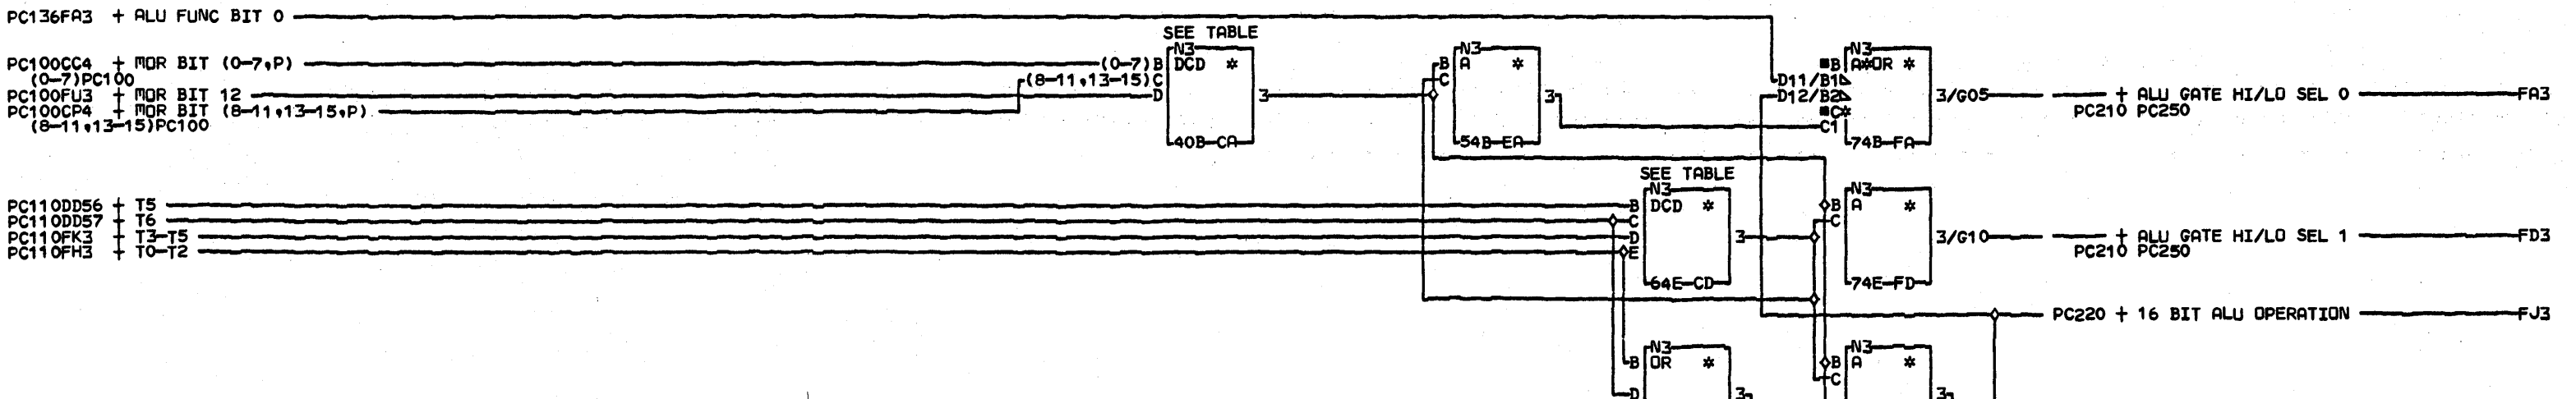 PC136FA3 + ALU FUNC BIT 0
SEE TABLE
PC100CC4 + MOR BIT (0-7,P)
(0-7)PC100
PC100FU3 + MOR BIT 12
PC100CP4 + MOR BIT (8-11,13-15,P)
(8-11,13-15)PC100
(0-7) B
(8-11,13-15) C
D
N3
DCD *
3
40B-CA
B
C
N3
A *
3
54B-EA
■B
D11/B1
D12/B2
■C*
C1
N3
A*OR *
3/G05
74B-FA
+ ALU GATE HI/LO SEL 0
FA3
PC210 PC250
SEE TABLE
PC110DD56 + T5
PC110DD57 + T6
PC110FK3 + T3-T5
PC110FH3 + T0-T2
B
C
D
E
N3
DCD *
3
64E-CD
B
C
N3
A *
3/G10
74E-FD
+ ALU GATE HI/LO SEL 1
FD3
PC210 PC250
PC220 + 16 BIT ALU OPERATION
FJ3
B
D
N3
OR *
3
B
C
N3
A *
3